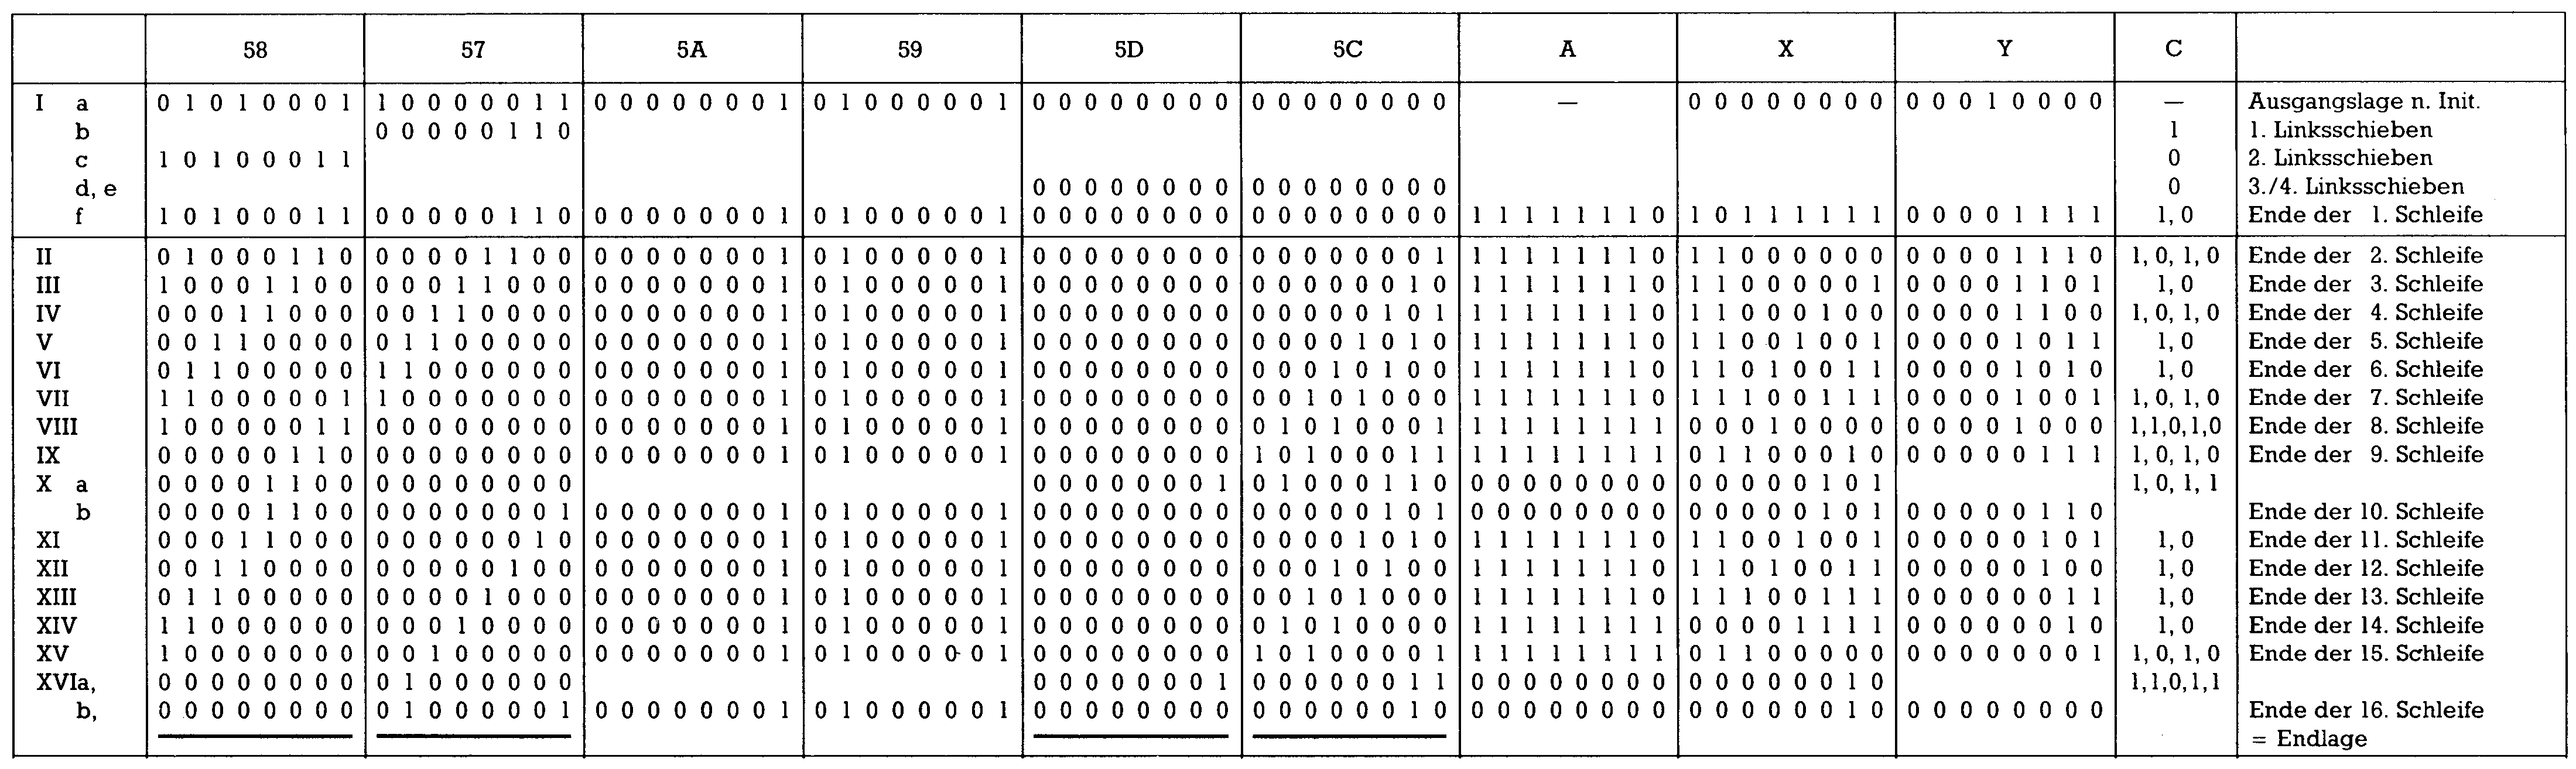 58 57 5A 59 5D 5C A X Y C
I a 0 1 0 1 0 0 0 1 1 0 0 0 0 0 1 1 0 0 0 0 0 0 0 1 0 1 0 0 0 0 0 1 0 0 0 0 0 0 0 0 0 0 0 0 0 0 0 0 — 0 0 0 0 0 0 0 0 0 0 0 1 0 0 0 0 — Ausgangslage n. Init.
b 0 0 0 0 0 1 1 0 1 1. Linksschieben
c 1 0 1 0 0 0 1 1 0 2. Linksschieben
d, e 0 0 0 0 0 0 0 0 0 0 0 0 0 0 0 0 0 3./4. Linksschieben
f 1 0 1 0 0 0 1 1 0 0 0 0 0 1 1 0 0 0 0 0 0 0 0 1 0 1 0 0 0 0 0 1 0 0 0 0 0 0 0 0 0 0 0 0 0 0 0 0 1 1 1 1 1 1 1 0 1 0 1 1 1 1 1 1 0 0 0 0 1 1 1 1 1, 0 Ende der 1. Schleife
II 0 1 0 0 0 1 1 0 0 0 0 0 1 1 0 0 0 0 0 0 0 0 0 1 0 1 0 0 0 0 0 1 0 0 0 0 0 0 0 0 0 0 0 0 0 0 0 1 1 1 1 1 1 1 1 0 1 1 0 0 0 0 0 0 0 0 0 0 1 1 1 0 1, 0, 1, 0 Ende der 2. Schleife
III 1 0 0 0 1 1 0 0 0 0 0 1 1 0 0 0 0 0 0 0 0 0 0 1 0 1 0 0 0 0 0 1 0 0 0 0 0 0 0 0 0 0 0 0 0 0 1 0 1 1 1 1 1 1 1 0 1 1 0 0 0 0 0 1 0 0 0 0 1 1 0 1 1, 0 Ende der 3. Schleife
IV 0 0 0 1 1 0 0 0 0 0 1 1 0 0 0 0 0 0 0 0 0 0 0 1 0 1 0 0 0 0 0 1 0 0 0 0 0 0 0 0 0 0 0 0 0 1 0 1 1 1 1 1 1 1 1 0 1 1 0 0 0 1 0 0 0 0 0 0 1 1 0 0 1, 0, 1, 0 Ende der 4. Schleife
V 0 0 1 1 0 0 0 0 0 1 1 0 0 0 0 0 0 0 0 0 0 0 0 1 0 1 0 0 0 0 0 1 0 0 0 0 0 0 0 0 0 0 0 0 1 0 1 0 1 1 1 1 1 1 1 0 1 1 0 0 1 0 0 1 0 0 0 0 1 0 1 1 1, 0 Ende der 5. Schleife
VI 0 1 1 0 0 0 0 0 1 1 0 0 0 0 0 0 0 0 0 0 0 0 0 1 0 1 0 0 0 0 0 1 0 0 0 0 0 0 0 0 0 0 0 1 0 1 0 0 1 1 1 1 1 1 1 0 1 1 0 1 0 0 1 1 0 0 0 0 1 0 1 0 1, 0 Ende der 6. Schleife
VII 1 1 0 0 0 0 0 1 1 0 0 0 0 0 0 0 0 0 0 0 0 0 0 1 0 1 0 0 0 0 0 1 0 0 0 0 0 0 0 0 0 0 1 0 1 0 0 0 1 1 1 1 1 1 1 0 1 1 1 0 0 1 1 1 0 0 0 0 1 0 0 1 1, 0, 1, 0 Ende der 7. Schleife
VIII 1 0 0 0 0 0 1 1 0 0 0 0 0 0 0 0 0 0 0 0 0 0 0 1 0 1 0 0 0 0 0 1 0 0 0 0 0 0 0 0 0 1 0 1 0 0 0 1 1 1 1 1 1 1 1 1 0 0 0 1 0 0 0 0 0 0 0 0 1 0 0 0 1,1,0,1,0 Ende der 8. Schleife
IX 0 0 0 0 0 1 1 0 0 0 0 0 0 0 0 0 0 0 0 0 0 0 0 1 0 1 0 0 0 0 0 1 0 0 0 0 0 0 0 0 1 0 1 0 0 0 1 1 1 1 1 1 1 1 1 1 0 1 1 0 0 0 1 0 0 0 0 0 0 1 1 1 1, 0, 1, 0 Ende der 9. Schleife
X a 0 0 0 0 1 1 0 0 0 0 0 0 0 0 0 0 0 0 0 0 0 0 0 1 0 1 0 0 0 1 1 0 0 0 0 0 0 0 0 0 0 0 0 0 0 1 0 1 1, 0, 1, 1
b 0 0 0 0 1 1 0 0 0 0 0 0 0 0 0 1 0 0 0 0 0 0 0 1 0 1 0 0 0 0 0 1 0 0 0 0 0 0 0 0 0 0 0 0 0 1 0 1 0 0 0 0 0 0 0 0 0 0 0 0 0 1 0 1 0 0 0 0 0 1 1 0 Ende der 10. Schleife
XI 0 0 0 1 1 0 0 0 0 0 0 0 0 0 1 0 0 0 0 0 0 0 0 1 0 1 0 0 0 0 0 1 0 0 0 0 0 0 0 0 0 0 0 0 1 0 1 0 1 1 1 1 1 1 1 0 1 1 0 0 1 0 0 1 0 0 0 0 0 1 0 1 1, 0 Ende der 11. Schleife
XII 0 0 1 1 0 0 0 0 0 0 0 0 0 1 0 0 0 0 0 0 0 0 0 1 0 1 0 0 0 0 0 1 0 0 0 0 0 0 0 0 0 0 0 1 0 1 0 0 1 1 1 1 1 1 1 0 1 1 0 1 0 0 1 1 0 0 0 0 0 1 0 0 1, 0 Ende der 12. Schleife
XIII 0 1 1 0 0 0 0 0 0 0 0 0 1 0 0 0 0 0 0 0 0 0 0 1 0 1 0 0 0 0 0 1 0 0 0 0 0 0 0 0 0 0 1 0 1 0 0 0 1 1 1 1 1 1 1 0 1 1 1 0 0 1 1 1 0 0 0 0 0 0 1 1 1, 0 Ende der 13. Schleife
XIV 1 1 0 0 0 0 0 0 0 0 0 1 0 0 0 0 0 0 0 0 0 0 0 1 0 1 0 0 0 0 0 1 0 0 0 0 0 0 0 0 0 1 0 1 0 0 0 0 1 1 1 1 1 1 1 1 0 0 0 0 1 1 1 1 0 0 0 0 0 0 1 0 1, 0 Ende der 14. Schleife
XV 1 0 0 0 0 0 0 0 0 0 1 0 0 0 0 0 0 0 0 0 0 0 0 1 0 1 0 0 0 0 0 1 0 0 0 0 0 0 0 0 1 0 1 0 0 0 0 1 1 1 1 1 1 1 1 1 0 1 1 0 0 0 0 0 0 0 0 0 0 0 0 1 1, 0, 1, 0 Ende der 15. Schleife
XVIa, 0 0 0 0 0 0 0 0 0 1 0 0 0 0 0 0 0 0 0 0 0 0 0 1 0 0 0 0 0 0 1 1 0 0 0 0 0 0 0 0 0 0 0 0 0 0 1 0 1,1,0,1,1
b, 0 0 0 0 0 0 0 0 0 1 0 0 0 0 0 1 0 0 0 0 0 0 0 1 0 1 0 0 0 0 0 1 0 0 0 0 0 0 0 0 0 0 0 0 0 0 1 0 0 0 0 0 0 0 0 0 0 0 0 0 0 0 1 0 0 0 0 0 0 0 0 0 Ende der 16. Schleife
= Endlage